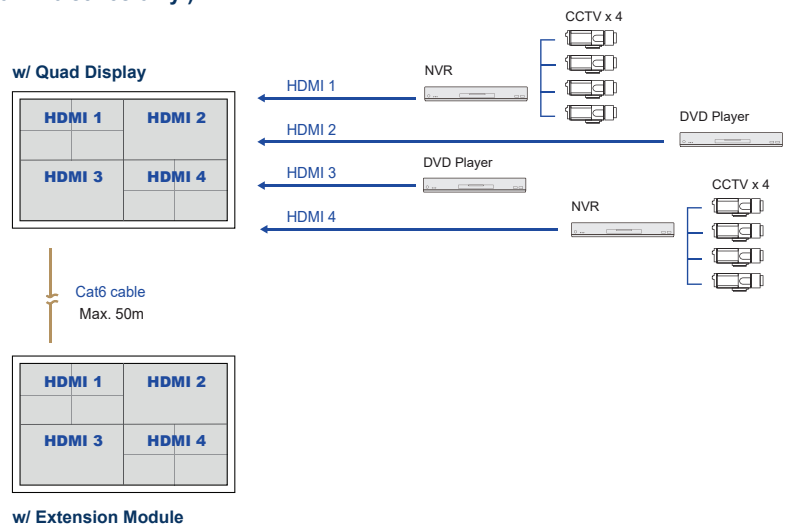 CCTV x 4
w/ Quad Display
NVR
HDMI 1
HDMI 1
HDMI 2
HDMI 2
DVD Player
HDMI 3
HDMI 4
HDMI 3
DVD Player
CCTV x 4
HDMI 4
NVR
Cat6 cable
Max. 50m
HDMI 1
HDMI 2
HDMI 3
HDMI 4
w/ Extension Module